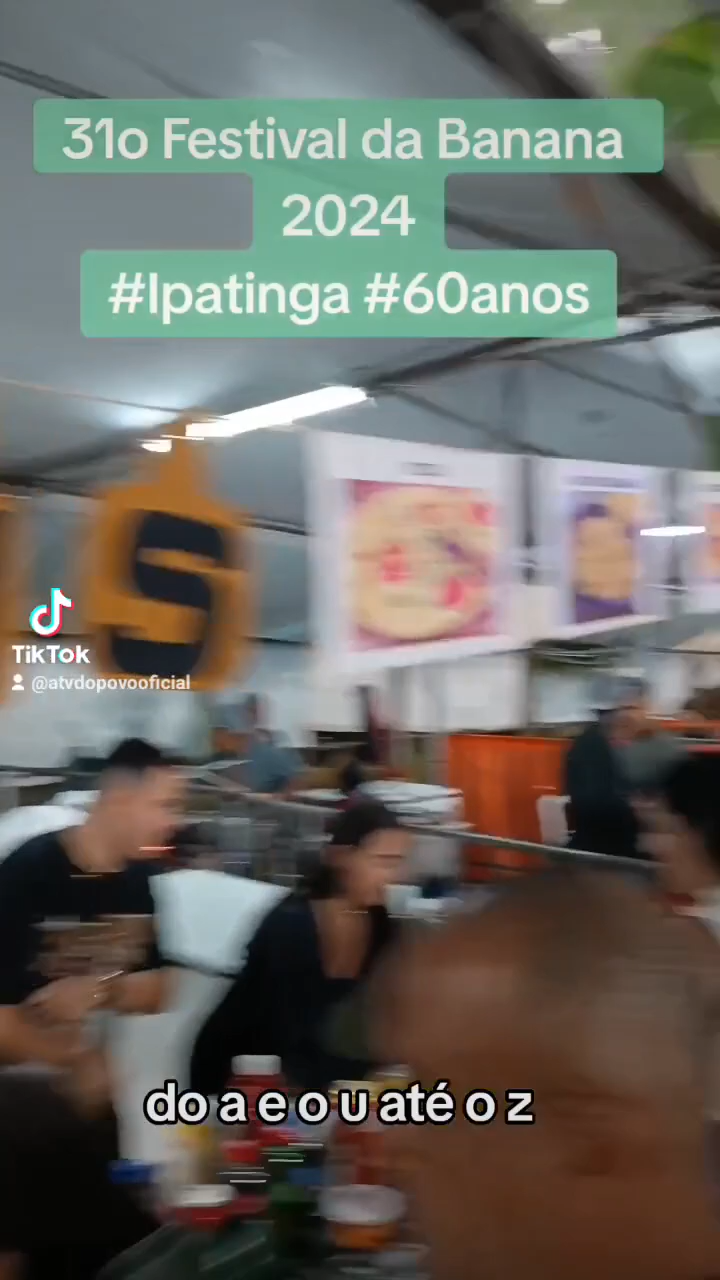 31o Festival da Banana
2024
#Ipatinga #60anos
S
TikTok
@atvdopovooficial
do a e o u até o z